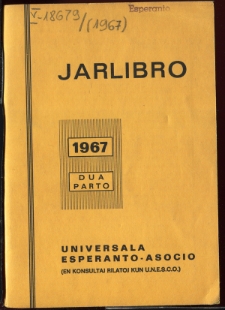 Esperanto
V-18679/(1967)
JARLIBRO
1967
DUA
PARTO
UNIVERSALA
ESPERANTO-ASOCIO
(EN KONSULTAJ RILATOJ KUN U.N.E.S.C.O.)